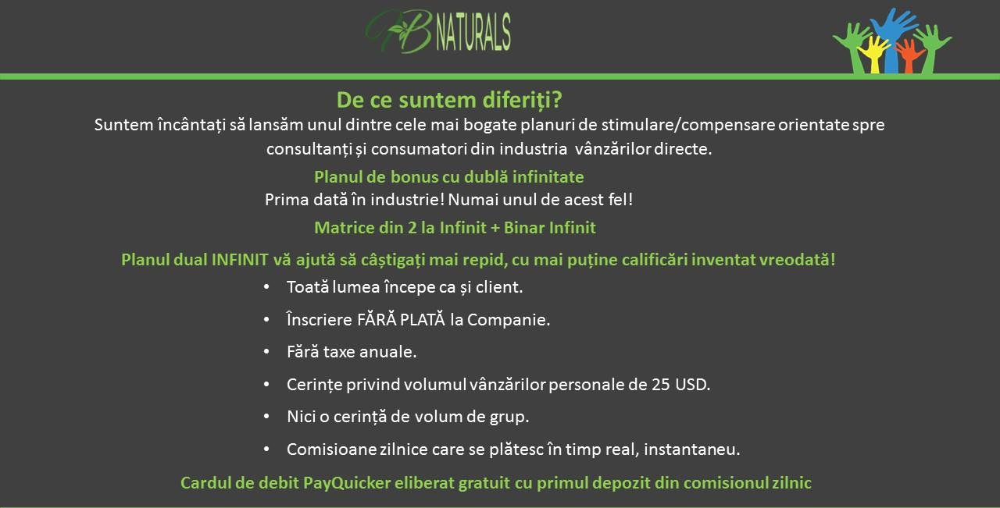 HB NATURALS
De ce suntem diferiți?
Suntem încântați să lansăm unul dintre cele mai bogate planuri de stimulare/compensare orientate spre
consultanți și consumatori din industria vânzărilor directe.
Planul de bonus cu dublă infinitate
Prima dată în industrie! Numai unul de acest fel!
Matrice din 2 la Infinit + Binar Infinit
Planul dual INFINIT vă ajută să câștigați mai repid, cu mai puține calificări inventat vreodată!
• Toată lumea începe ca și client.
• Înscriere FĂRĂ PLATĂ la Companie.
• Fără taxe anuale.
• Cerințe privind volumul vânzărilor personale de 25 USD.
• Nici o cerință de volum de grup.
• Comisioane zilnice care se plătesc în timp real, instantaneu.
Cardul de debit PayQuicker eliberat gratuit cu primul depozit din comisionul zilnic